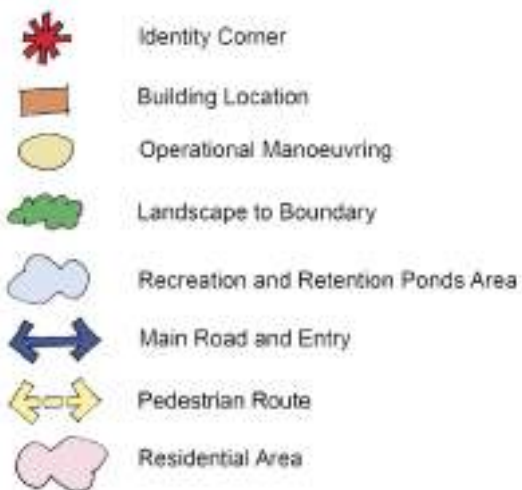 Identity Corner
Building Location
Operational Manoeuvring
Landscape to Boundary
Recreation and Retention Ponds Area
Main Road and Entry
Pedestrian Route
Residential Area